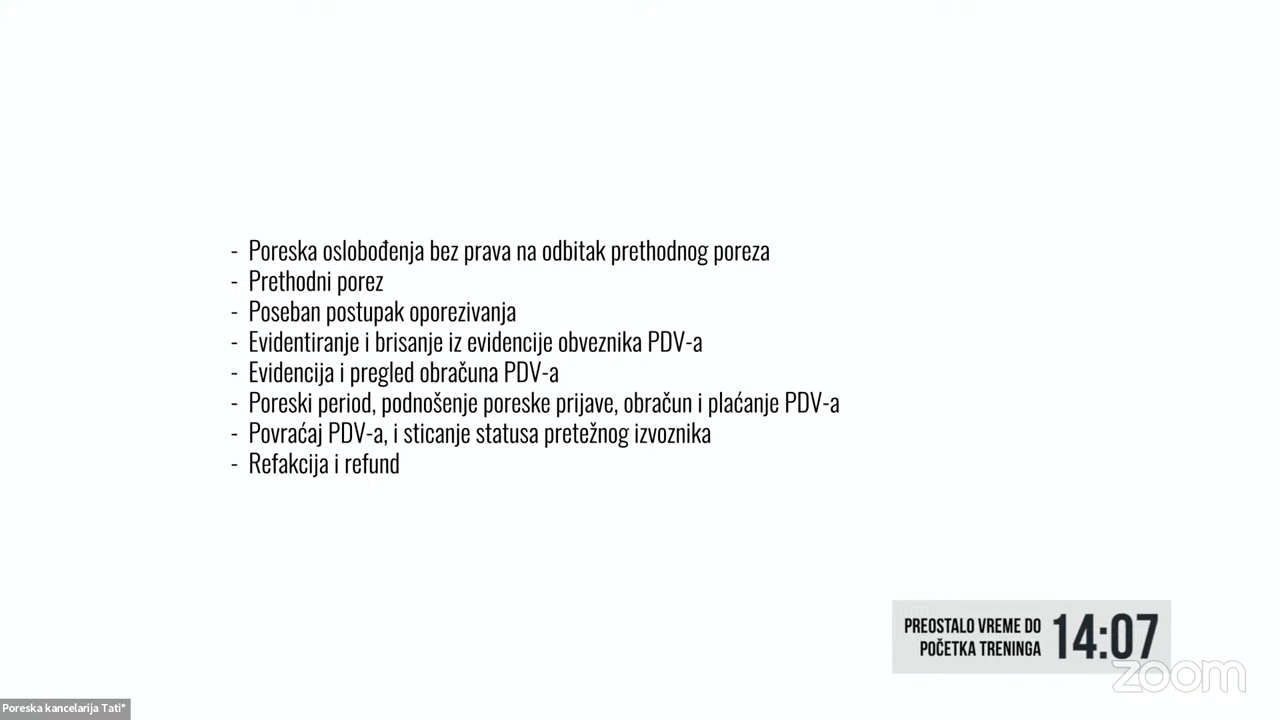 - Poreska oslobođenja bez prava na odbitak prethodnog poreza
- Prethodni porez
- Poseban postupak oporezivanja
- Evidentiranje i brisanje iz evidencije obveznika PDV-a
- Evidencija i pregled obračuna PDV-a
- Poreski period, podnošenje poreske prijave, obračun i plaćanje PDV-a
- Povraćaj PDV-a, i sticanje statusa pretežnog izvoznika
- Refakcija i refund
PREOSTALO VREME DO
POČETKA TRENINGA
14:07
zoom
Poreska kancelarija Tati*